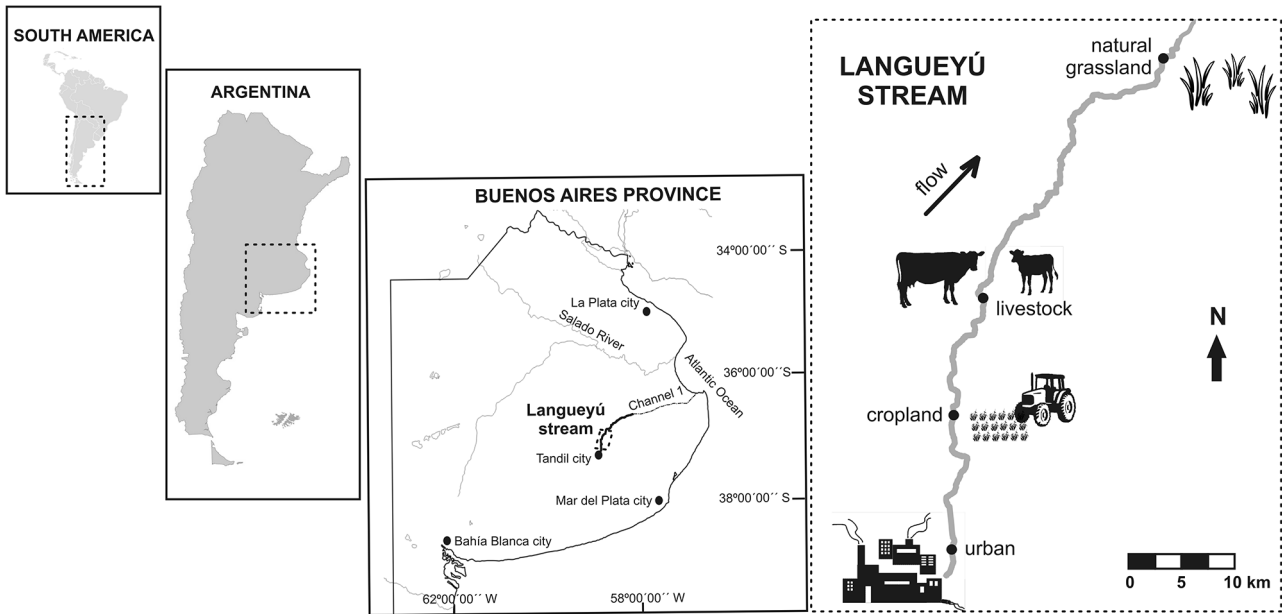 SOUTH AMERICA
ARGENTINA
BUENOS AIRES PROVINCE
34º00´00´´ S
La Plata city
Salado River
Atlantic Ocean
36º00´00´´ S
Channel 1
Langueyú
stream
Tandil city
Mar del Plata city
38º00´00´´ S
Bahía Blanca city
62º00´00´´ W
58º00´00´´ W
LANGUEYÚ
STREAM
natural
grassland
flow
livestock
N
cropland
urban
0 5 10 km